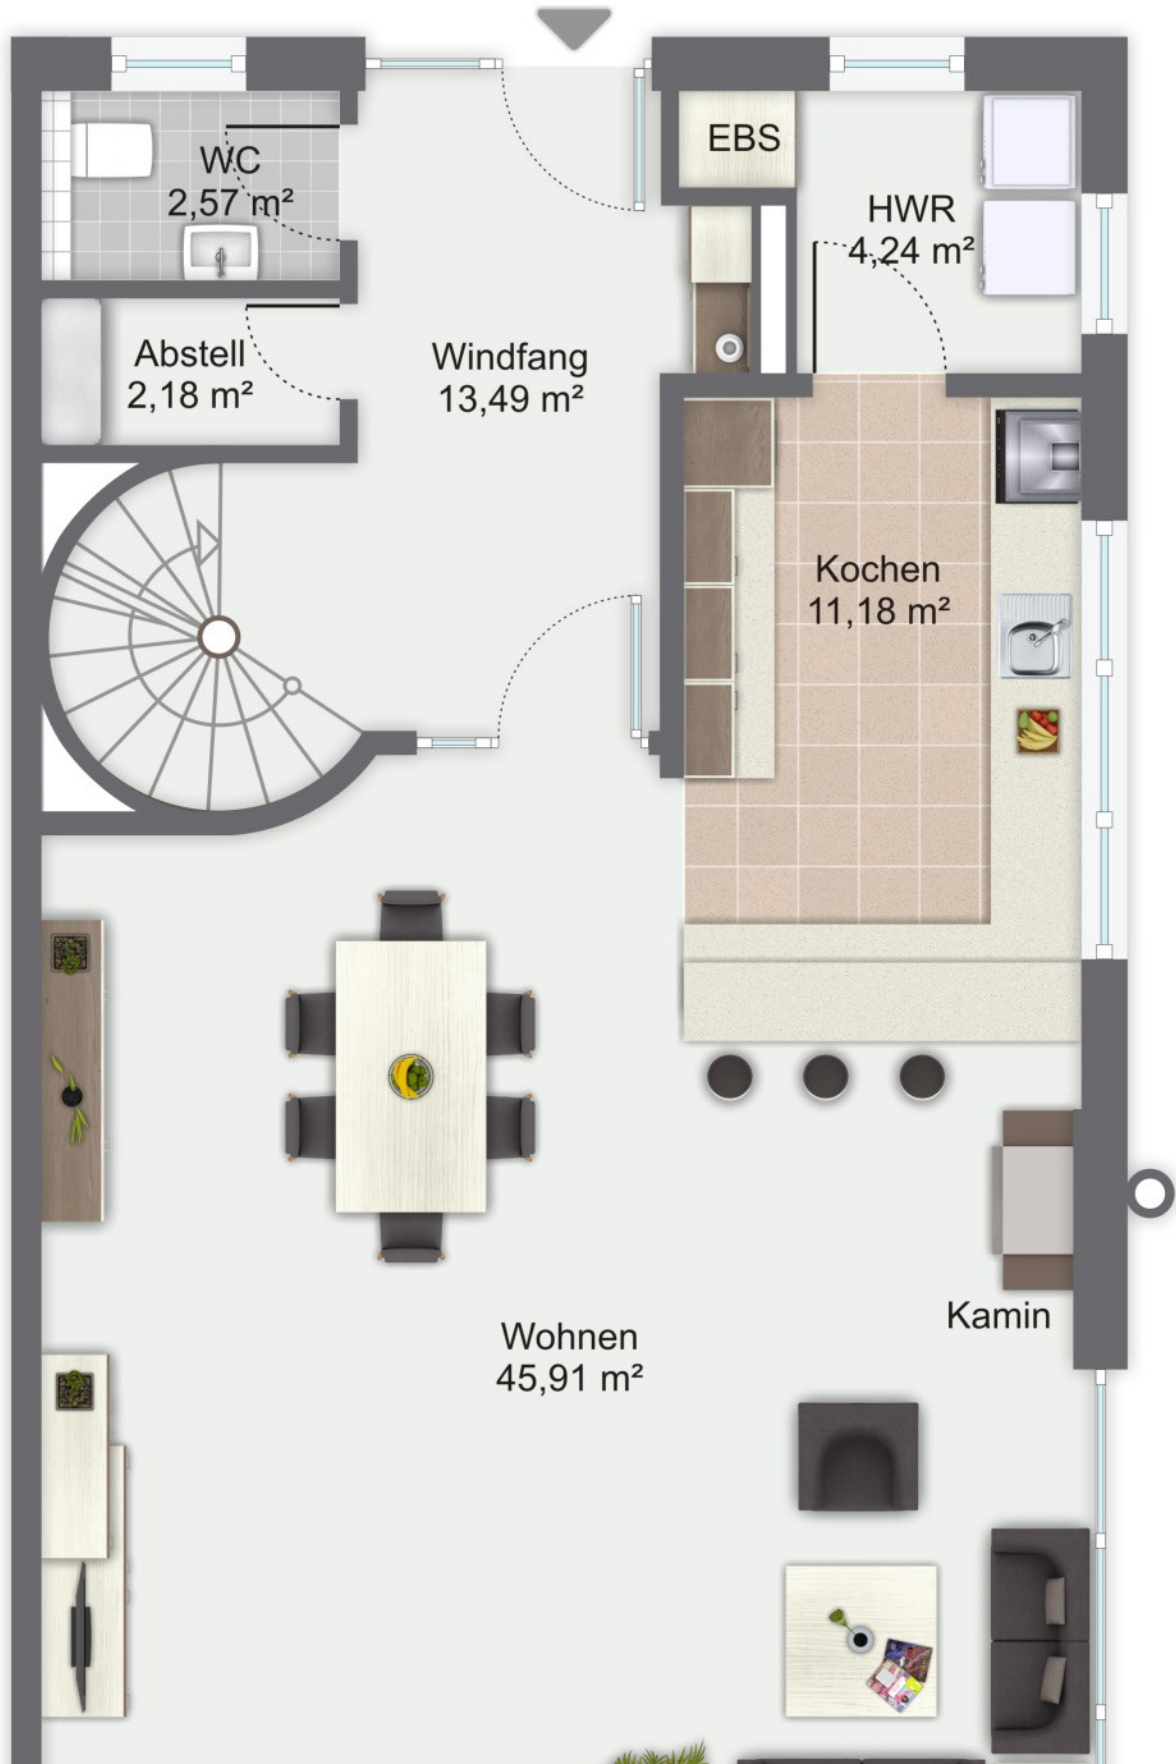 WC
2,57 m²
EBS
HWR
4,24 m²
Abstell
2,18 m²
Windfang
13,49 m²
Kochen
11,18 m²
Kamin
Wohnen
45,91 m²